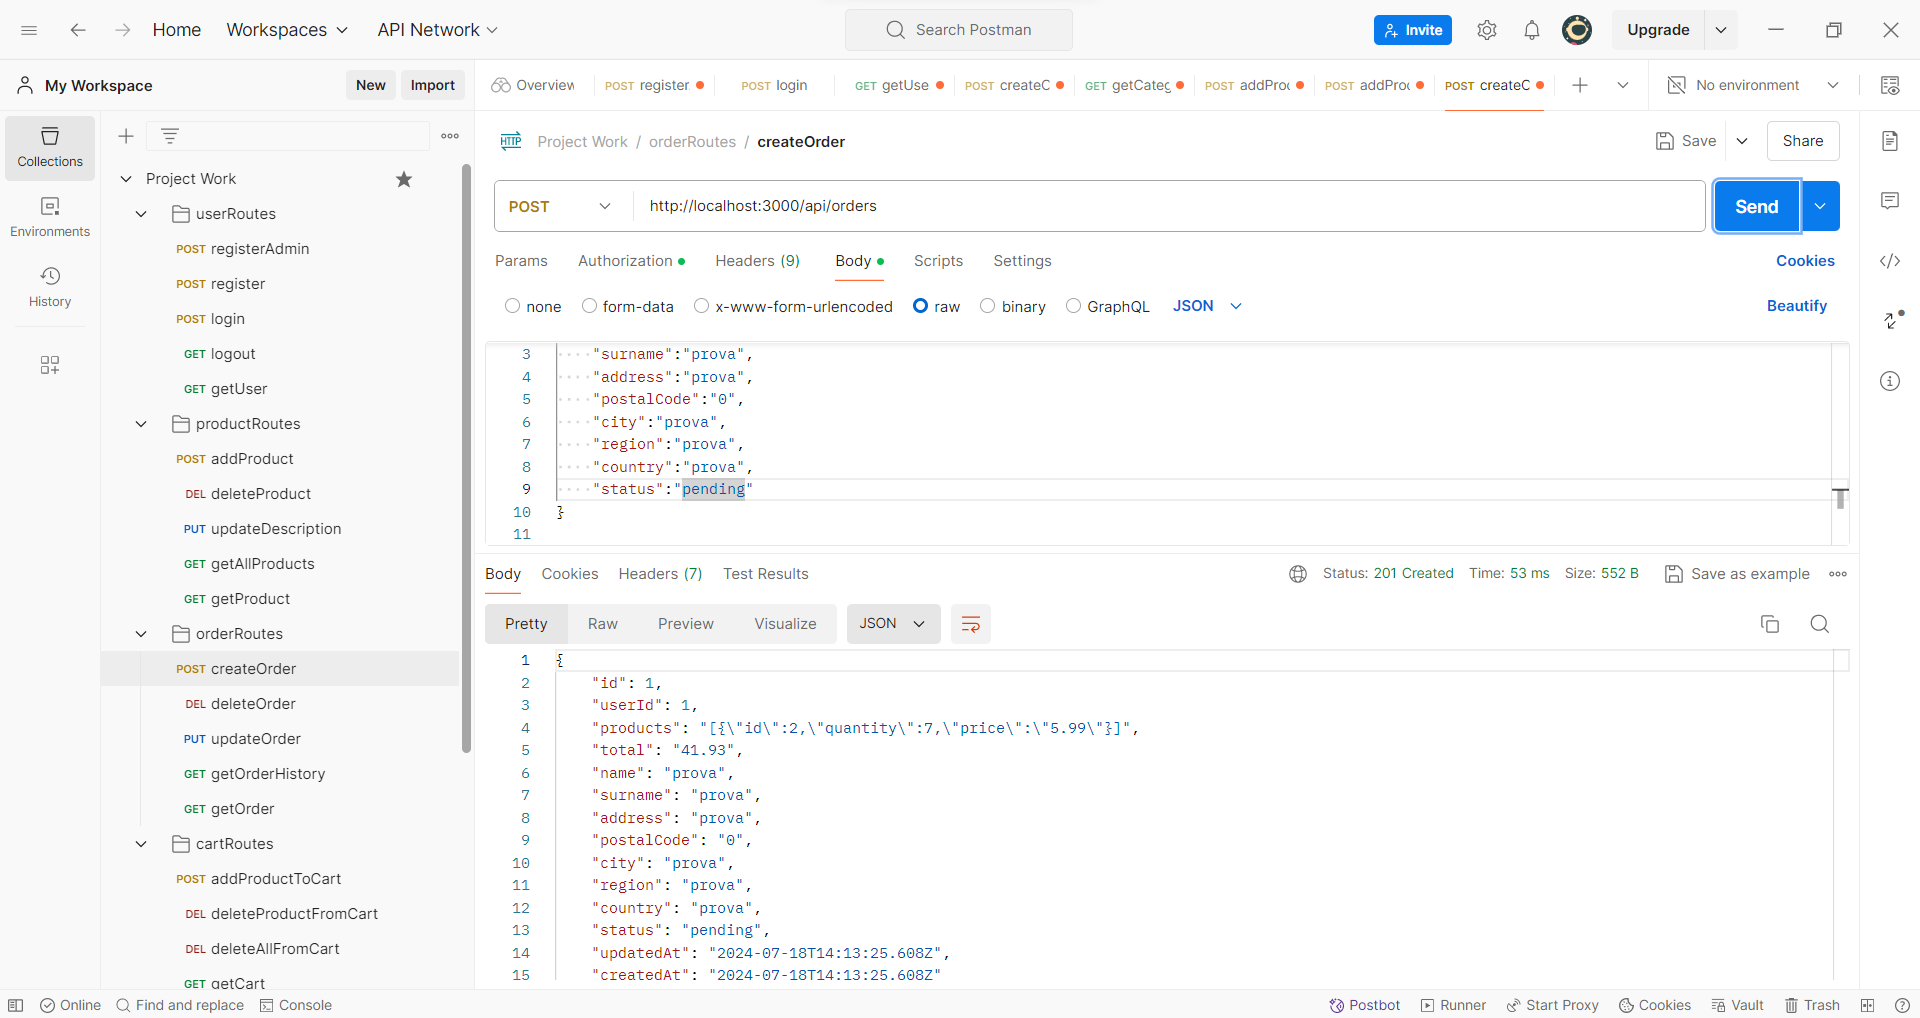 Home Workspaces API Network Search Postman Invite Upgrade
My Workspace New Import
Overview POST register POST login GET getUse POST createC GET getCateg POST addProc POST addProc POST createC No environment
Collections
Environments
History
Project Work
userRoutes
POST registerAdmin
POST register
POST login
GET logout
GET getUser
productRoutes
POST addProduct
DEL deleteProduct
PUT updateDescription
GET getAllProducts
GET getProduct
orderRoutes
POST createOrder
DEL deleteOrder
PUT updateOrder
GET getOrderHistory
GET getOrder
cartRoutes
POST addProductToCart
DEL deleteProductFromCart
DEL deleteAllFromCart
GET getCart
HTTP Project Work / orderRoutes / createOrder Save Share
POST http://localhost:3000/api/orders Send
Params Authorization Headers (9) Body Scripts Settings Cookies
none form-data x-www-form-urlencoded raw binary GraphQL JSON Beautify
3 ····"surname":"prova",
4 ····"address":"prova",
5 ····"postalCode":"0",
6 ····"city":"prova",
7 ····"region":"prova",
8 ····"country":"prova",
9 ····"status":"pending"
10 }
11
Body Cookies Headers (7) Test Results Status: 201 Created Time: 53 ms Size: 552 B Save as example
Pretty Raw Preview Visualize JSON
1 {
2 "id": 1,
3 "userId": 1,
4 "products": "[{\"id\":2,\"quantity\":7,\"price\":\"5.99\"}]",
5 "total": "41.93",
6 "name": "prova",
7 "surname": "prova",
8 "address": "prova",
9 "postalCode": "0",
10 "city": "prova",
11 "region": "prova",
12 "country": "prova",
13 "status": "pending",
14 "updatedAt": "2024-07-18T14:13:25.608Z",
15 "createdAt": "2024-07-18T14:13:25.608Z"
Online Find and replace Console Postbot Runner Start Proxy Cookies Vault Trash